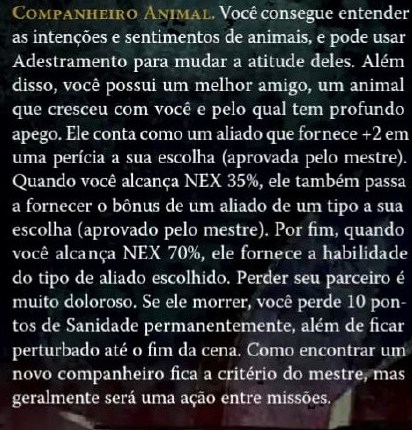 Companheiro Animal. Você consegue entender
as intenções e sentimentos de animais, e pode usar
Adestramento para mudar a atitude deles. Além
disso, você possui um melhor amigo, um animal
que cresceu com você e pelo qual tem profundo
apego. Ele conta como um aliado que fornece +2 em
uma perícia a sua escolha (aprovada pelo mestre).
Quando você alcança NEX 35%, ele também passa
a fornecer o bônus de um aliado de um tipo a sua
escolha (aprovado pelo mestre). Por fim, quando
você alcança NEX 70%, ele fornece a habilidade
do tipo de aliado escolhido. Perder seu parceiro é
muito doloroso. Se ele morrer, você perde 10 pon-
tos de Sanidade permanentemente, além de ficar
perturbado até o fim da cena. Como encontrar um
novo companheiro fica a critério do mestre, mas
geralmente será uma ação entre missões.